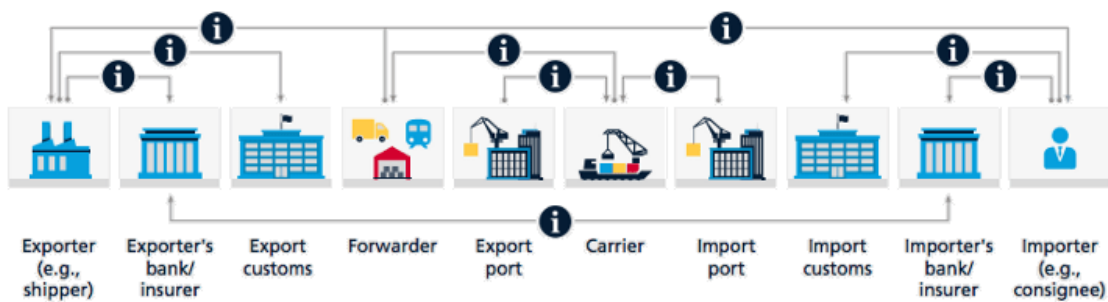 i
i
i
i
i
i
i
i
i
i
i
Exporter
(e.g.,
shipper)
Exporter's
bank/
insurer
Export
customs
Forwarder
Export
port
Carrier
Import
port
Import
customs
Importer's
bank/
insurer
Importer
(e.g.,
consignee)